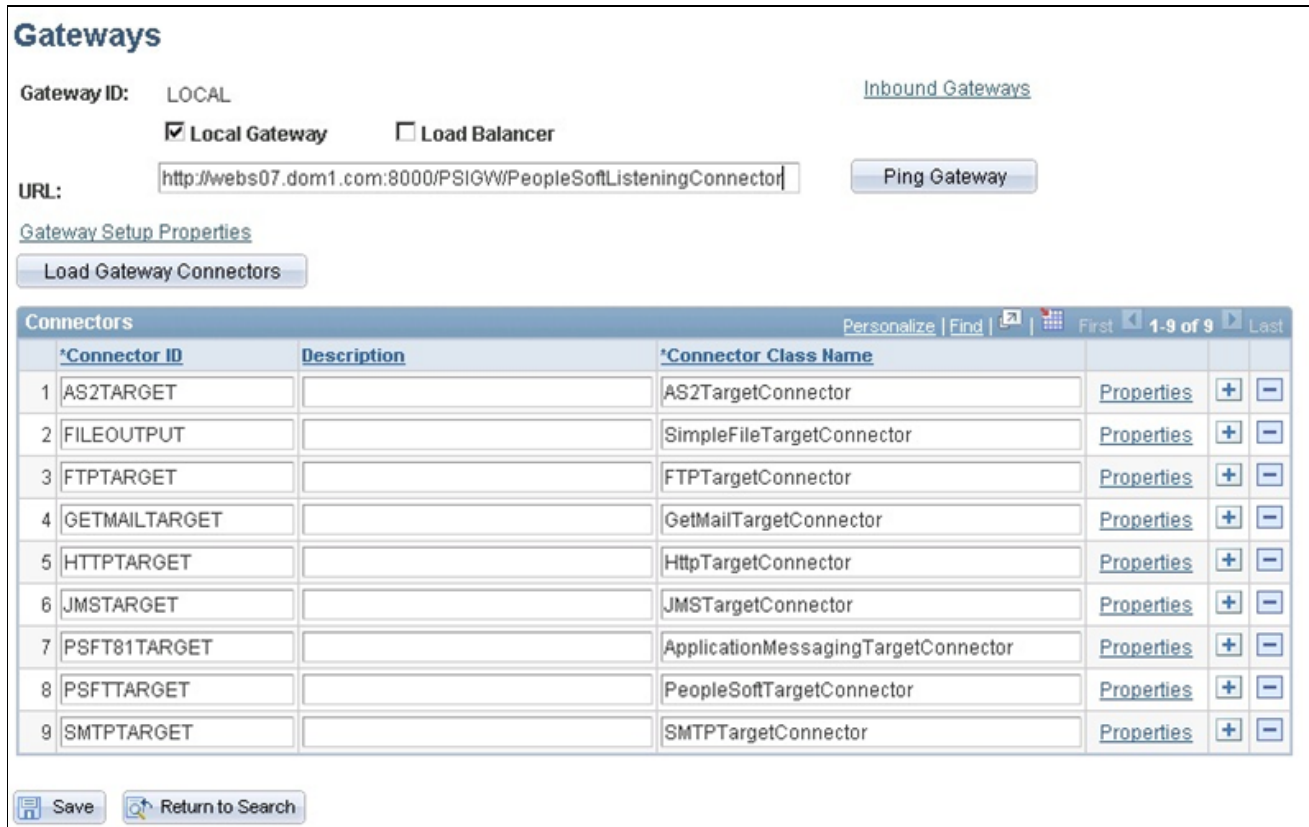 Gateways
Gateway ID: LOCAL Inbound Gateways
Local Gateway Load Balancer
URL: http://webs07.dom1.com:8000/PSIGW/PeopleSoftListeningConnector Ping Gateway
Gateway Setup Properties
Load Gateway Connectors
Connectors Personalize | Find | | First 1-9 of 9 Last
*Connector ID Description *Connector Class Name
1 AS2TARGET AS2TargetConnector Properties
2 FILEOUTPUT SimpleFileTargetConnector Properties
3 FTPTARGET FTPTargetConnector Properties
4 GETMAILTARGET GetMailTargetConnector Properties
5 HTTPTARGET HttpTargetConnector Properties
6 JMSTARGET JMSTargetConnector Properties
7 PSFT81TARGET ApplicationMessagingTargetConnector Properties
8 PSFTTARGET PeopleSoftTargetConnector Properties
9 SMTPTARGET SMTPTargetConnector Properties
Save Return to Search